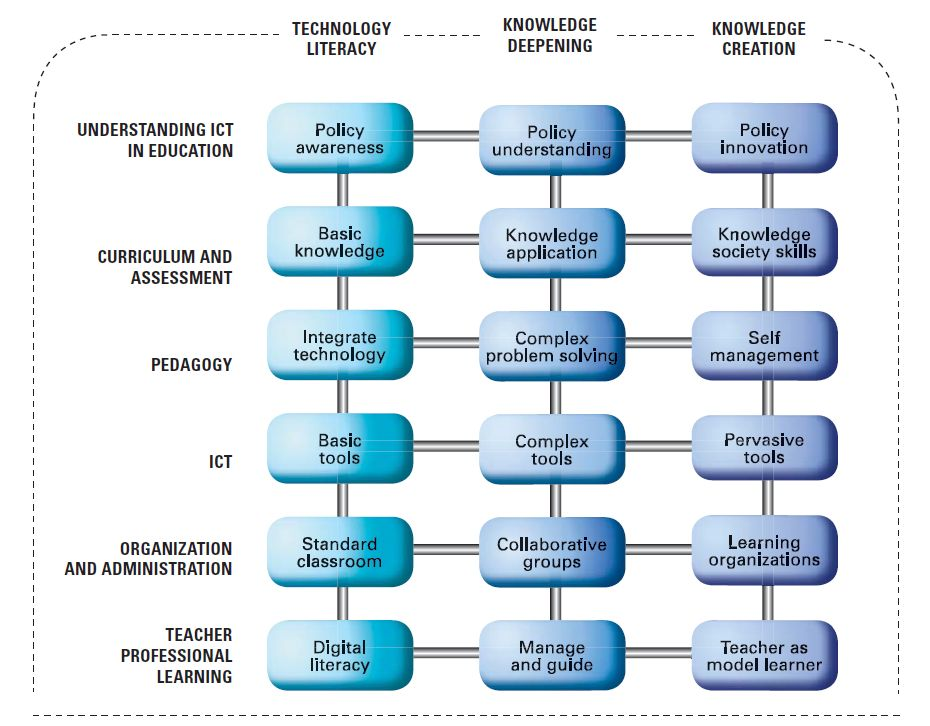 TECHNOLOGY
LITERACY
KNOWLEDGE
DEEPENING
KNOWLEDGE
CREATION
UNDERSTANDING ICT
IN EDUCATION
Policy
awareness
Policy
understanding
Policy
innovation
CURRICULUM AND
ASSESSMENT
Basic
knowledge
Knowledge
application
Knowledge
society skills
PEDAGOGY
Integrate
technology
Complex
problem solving
Self
management
ICT
Basic
tools
Complex
tools
Pervasive
tools
ORGANIZATION
AND ADMINISTRATION
Standard
classroom
Collaborative
groups
Learning
organizations
TEACHER
PROFESSIONAL
LEARNING
Digital
literacy
Manage
and guide
Teacher as
model learner